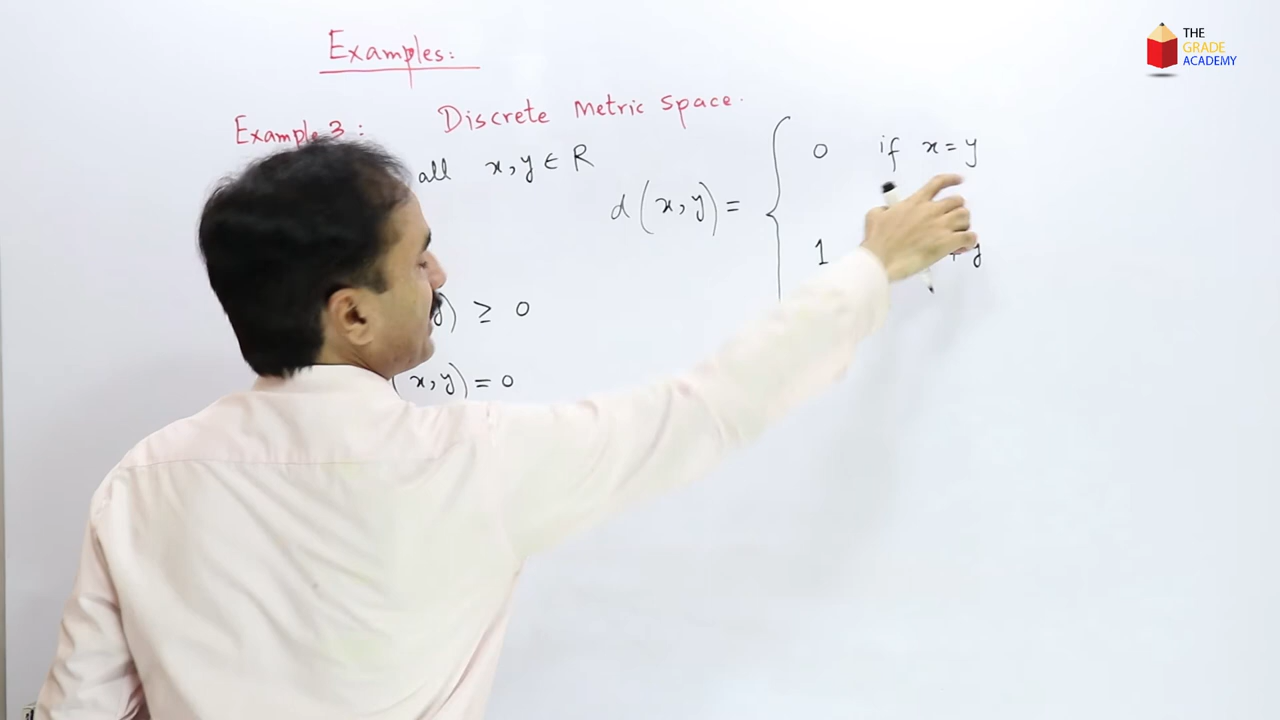 Examples:
THE
GRADE
ACADEMY
Example 3: Discrete Metric space.
all x, y ∈ R
d(x, y) = { 0 if x = y
1 y
) ≥ 0
(x, y) = 0